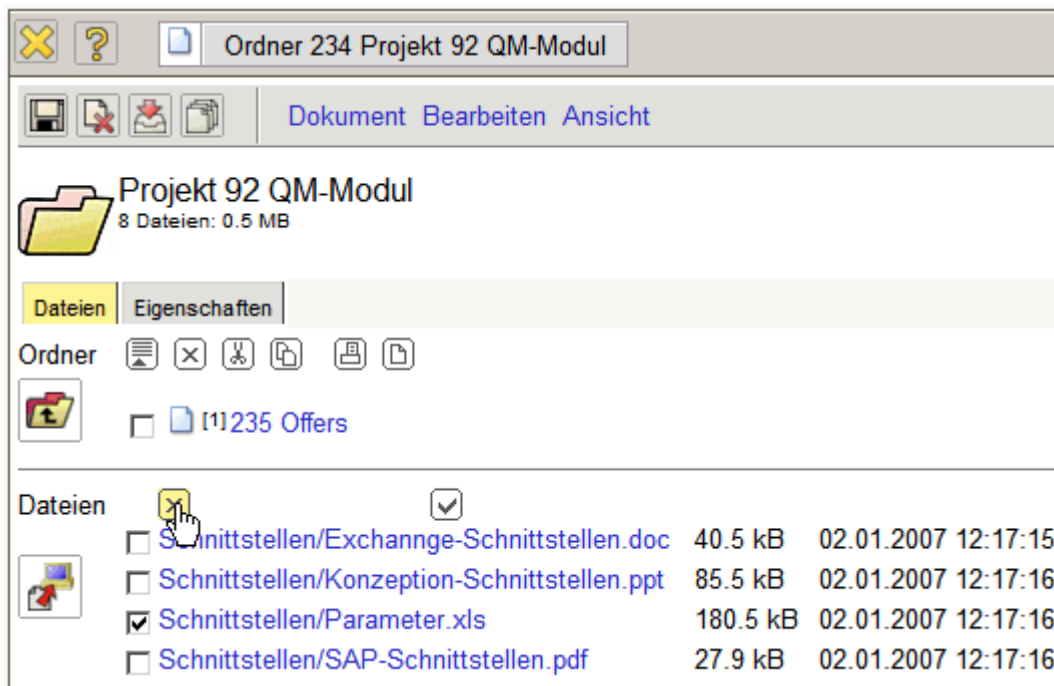 Ordner 234 Projekt 92 QM-Modul
Dokument Bearbeiten Ansicht
Projekt 92 QM-Modul
8 Dateien: 0.5 MB
Dateien Eigenschaften
Ordner
[1] 235 Offers
Dateien
Schnittstellen/Exchannge-Schnittstellen.doc 40.5 kB 02.01.2007 12:17:15
Schnittstellen/Konzeption-Schnittstellen.ppt 85.5 kB 02.01.2007 12:17:16
Schnittstellen/Parameter.xls 180.5 kB 02.01.2007 12:17:16
Schnittstellen/SAP-Schnittstellen.pdf 27.9 kB 02.01.2007 12:17:16